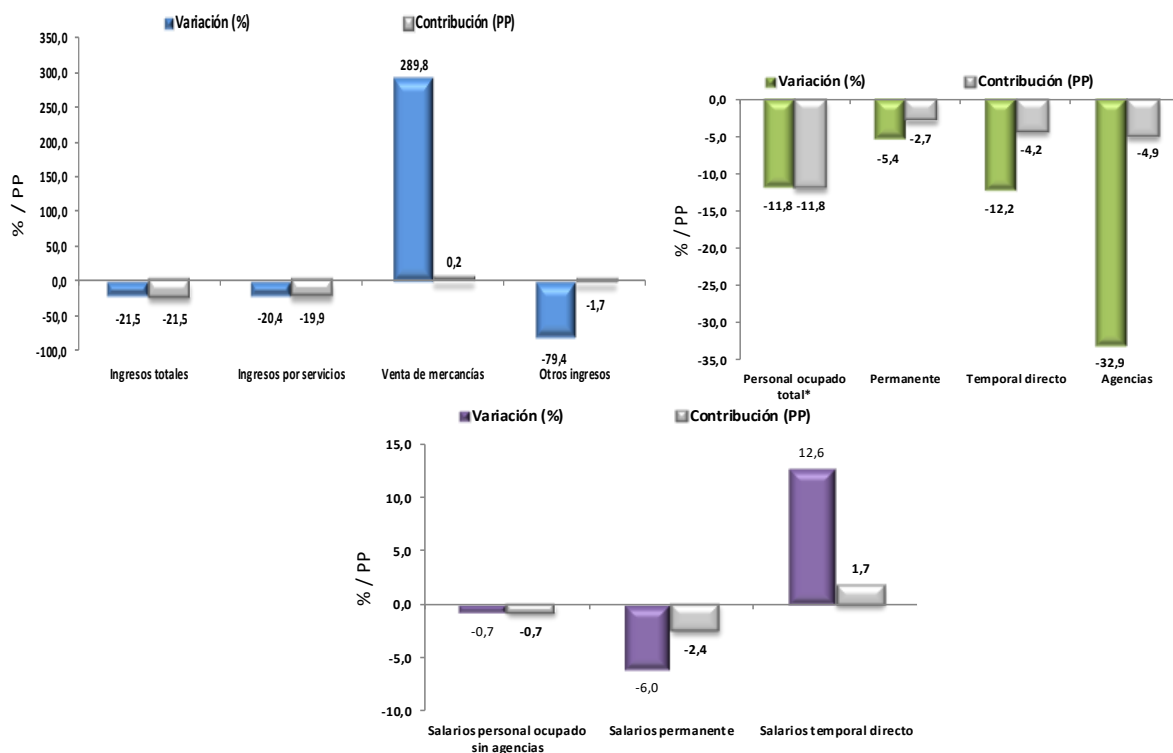 Variación (%) Contribución (PP)
350,0
300,0
250,0
200,0
150,0
100,0
50,0
0,0
-50,0
-100,0
% / PP
289,8
0,2
-21,5 -21,5 -20,4 -19,9 -1,7
-79,4
Ingresos totales Ingresos por servicios Venta de mercancías Otros ingresos
Variación (%) Contribución (PP)
0,0
-5,0
-10,0
-15,0
-20,0
-25,0
-30,0
-35,0
% / PP
-11,8 -11,8
-5,4 -2,7
-12,2 -4,2
-32,9 -4,9
Personal ocupado Permanente Temporal directo Agencias
total*
Variación (%) Contribución (PP)
15,0
10,0
5,0
0,0
-5,0
-10,0
% / PP
12,6
1,7
-0,7 -0,7
-6,0 -2,4
Salarios personal ocupado Salarios permanente Salarios temporal directo
sin agencias